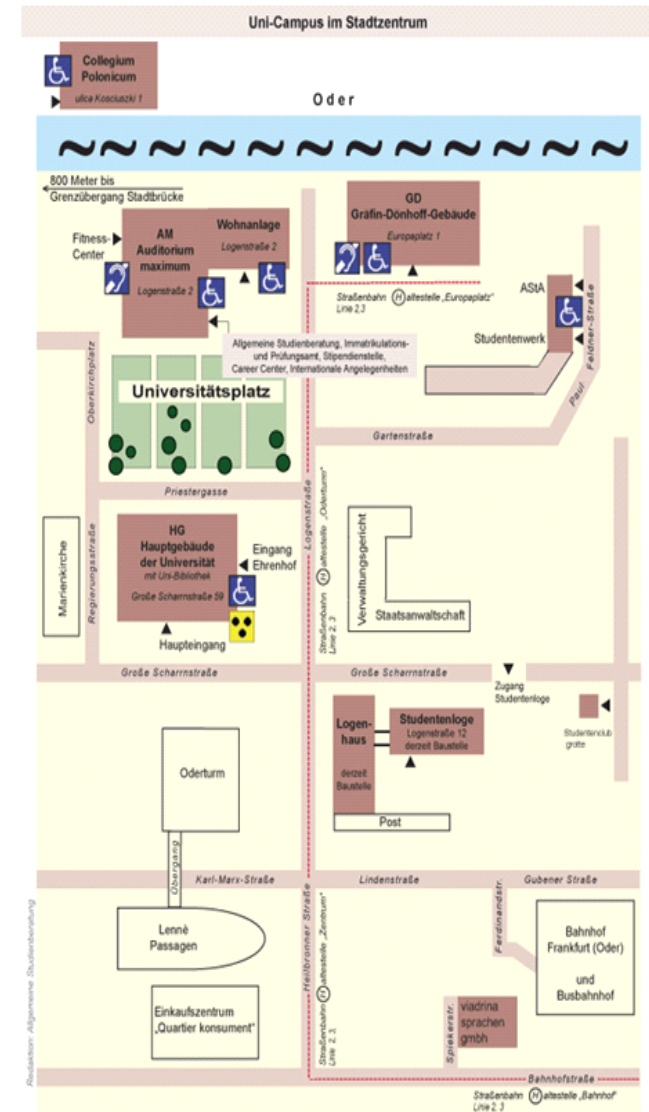 Uni-Campus im Stadtzentrum
Collegium
Polonicum
ulica Kosciuszki 1
Oder
800 Meter bis
Grenzübergang Stadtbrücke
Fitness-
Center
AM
Auditorium
maximum
Logenstraße 2
Wohnanlage
Logenstraße 2
GD
Gräfin-Dönhoff-Gebäude
Europaplatz 1
Straßenbahn H altestelle „Europaplatz"
Linie 2,3
AStA
Studentenwerk
Paul Feldner-Straße
Allgemeine Studienberatung, Immatrikulations-
und Prüfungsamt, Stipendienstelle,
Career Center, Internationale Angelegenheiten
Oberkirchplatz
Universitätsplatz
Gartenstraße
Priestergasse
Logenstraße
Straßenbahn H altestelle „Oderturm"
Linie 2, 3
Marienkirche
Regierungsstraße
HG
Hauptgebäude
der Universität
mit Uni-Bibliothek
Große Scharrnstraße 59
Eingang
Ehrenhof
Haupteingang
Verwaltungsgericht
Staatsanwaltschaft
Große Scharrnstraße
Große Scharrnstraße
Zugang
Studentenloge
Studentenclub
grotte
Logen-
haus
derzeit
Baustelle
Studentenloge
Logenstraße 12
derzeit Baustelle
Post
Oderturm
Übergang
Karl-Marx-Straße
Lindenstraße
Gubener Straße
Lennè
Passagen
Heilbronner Straße
Straßenbahn H altestelle „Zentrum"
Linie 2, 3,
Ferdinandstr.
Bahnhof
Frankfurt (Oder)
und
Busbahnhof
Einkaufszentrum
„Quartier konsument"
Spiekerstr.
viadrina
sprachen
gmbh
Bahnhofstraße
Straßenbahn H altestelle „Bahnhof"
Linie 2, 3
Redaktion: Allgemeine Studienberatung